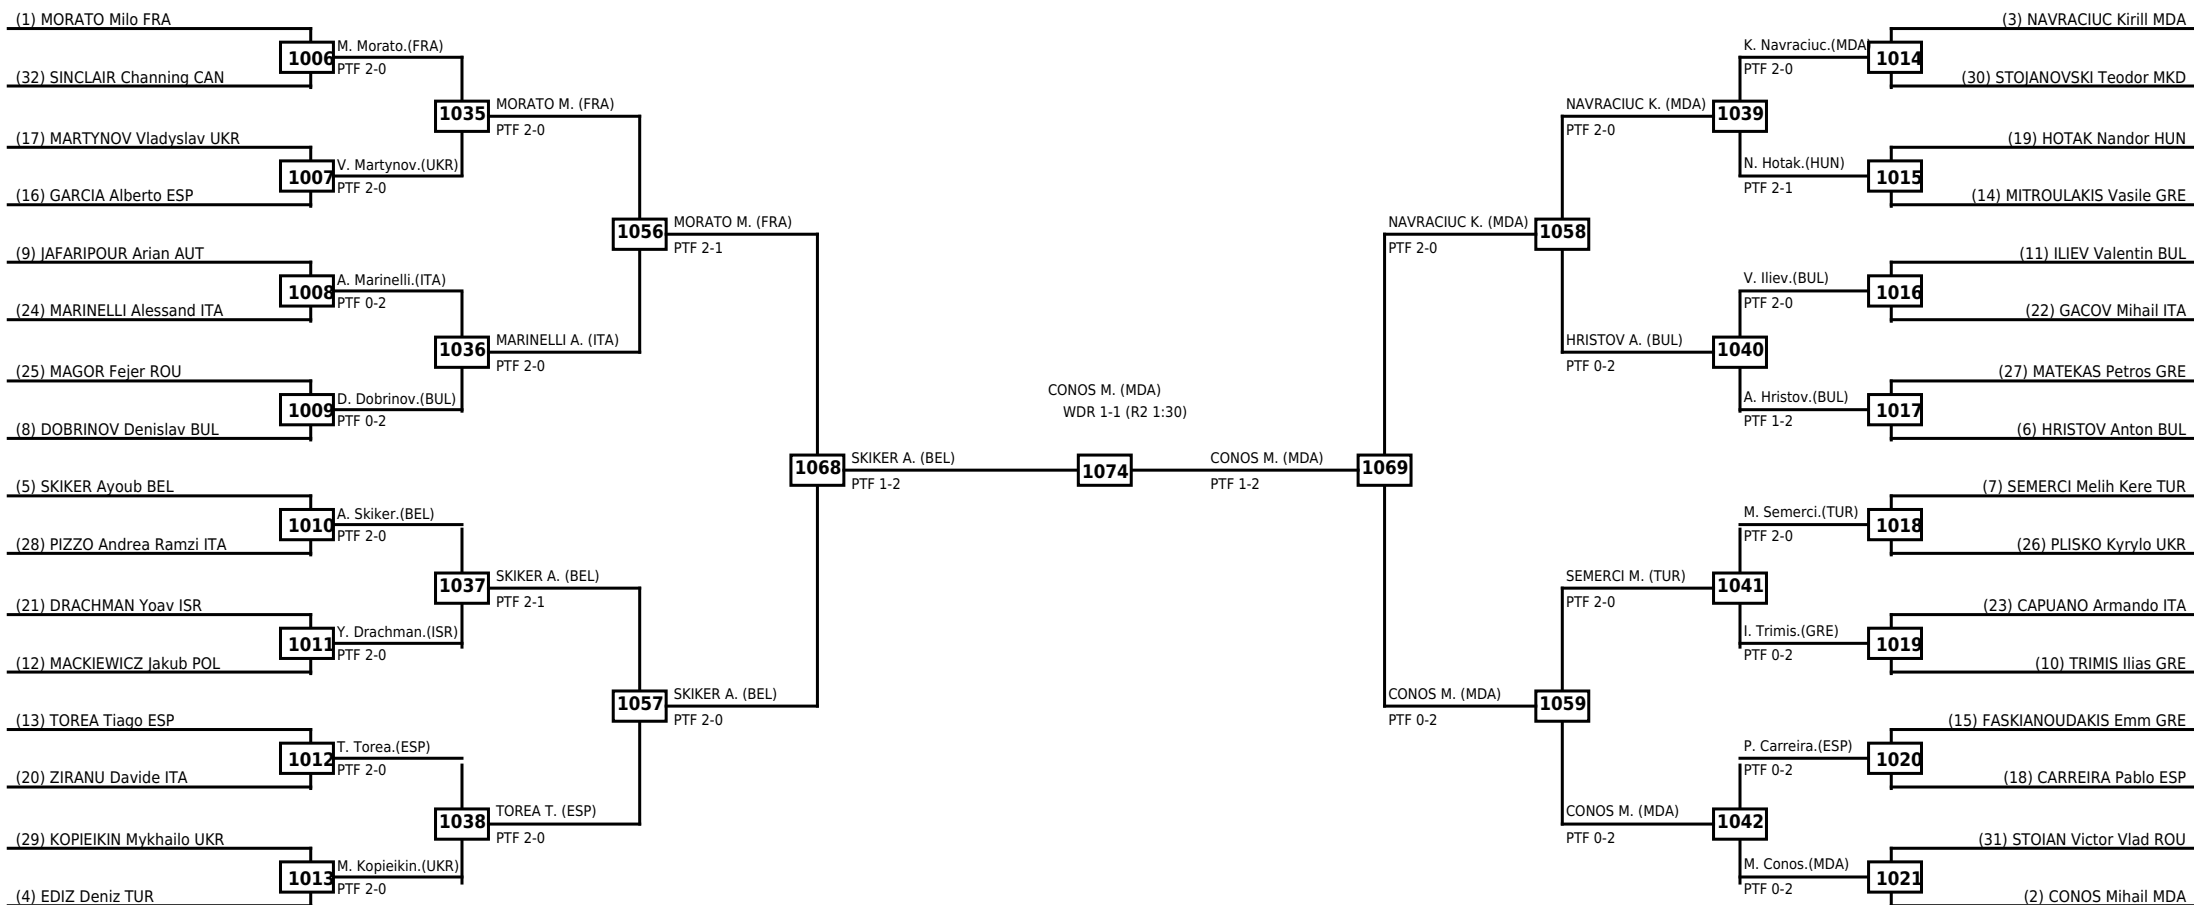 (1) MORATO Milo FRA
(32) SINCLAIR Channing CAN
(17) MARTYNOV Vladyslav UKR
(16) GARCIA Alberto ESP
(9) JAFARIPOUR Arian AUT
(24) MARINELLI Alessand ITA
(25) MAGOR Fejer ROU
(8) DOBRINOV Denislav BUL
(5) SKIKER Ayoub BEL
(28) PIZZO Andrea Ramzi ITA
(21) DRACHMAN Yoav ISR
(12) MACKIEWICZ Jakub POL
(13) TOREA Tiago ESP
(20) ZIRANU Davide ITA
(29) KOPIEIKIN Mykhailo UKR
(4) EDIZ Deniz TUR
1006
M. Morato.(FRA)
PTF 2-0
1007
V. Martynov.(UKR)
PTF 2-0
1008
A. Marinelli.(ITA)
PTF 0-2
1009
D. Dobrinov.(BUL)
PTF 0-2
1010
A. Skiker.(BEL)
PTF 2-0
1011
Y. Drachman.(ISR)
PTF 2-0
1012
T. Torea.(ESP)
PTF 2-0
1013
M. Kopieikin.(UKR)
PTF 2-0
1035
MORATO M. (FRA)
PTF 2-0
1036
MARINELLI A. (ITA)
PTF 2-0
1037
SKIKER A. (BEL)
PTF 2-1
1038
TOREA T. (ESP)
PTF 2-0
1056
MORATO M. (FRA)
PTF 2-1
1057
SKIKER A. (BEL)
PTF 2-0
1068
SKIKER A. (BEL)
PTF 1-2
CONOS M. (MDA)
WDR 1-1 (R2 1:30)
1074
CONOS M. (MDA)
PTF 1-2
1069
NAVRACIUC K. (MDA)
PTF 2-0
1058
CONOS M. (MDA)
PTF 0-2
1059
NAVRACIUC K. (MDA)
PTF 2-0
1039
HRISTOV A. (BUL)
PTF 0-2
1040
SEMERCI M. (TUR)
PTF 2-0
1041
CONOS M. (MDA)
PTF 0-2
1042
K. Navraciuc.(MDA
PTF 2-0
1014
N. Hotak.(HUN)
PTF 2-1
1015
V. Iliev.(BUL)
PTF 2-0
1016
A. Hristov.(BUL)
PTF 1-2
1017
M. Semerci.(TUR)
PTF 2-0
1018
I. Trimis.(GRE)
PTF 0-2
1019
P. Carreira.(ESP)
PTF 0-2
1020
M. Conos.(MDA)
PTF 0-2
1021
(3) NAVRACIUC Kirill MDA
(30) STOJANOVSKI Teodor MKD
(19) HOTAK Nandor HUN
(14) MITROULAKIS Vasile GRE
(11) ILIEV Valentin BUL
(22) GACOV Mihail ITA
(27) MATEKAS Petros GRE
(6) HRISTOV Anton BUL
(7) SEMERCI Melih Kere TUR
(26) PLISKO Kyrylo UKR
(23) CAPUANO Armando ITA
(10) TRIMIS Ilias GRE
(15) FASKIANOUDAKIS Emm GRE
(18) CARREIRA Pablo ESP
(31) STOIAN Victor Vlad ROU
(2) CONOS Mihail MDA